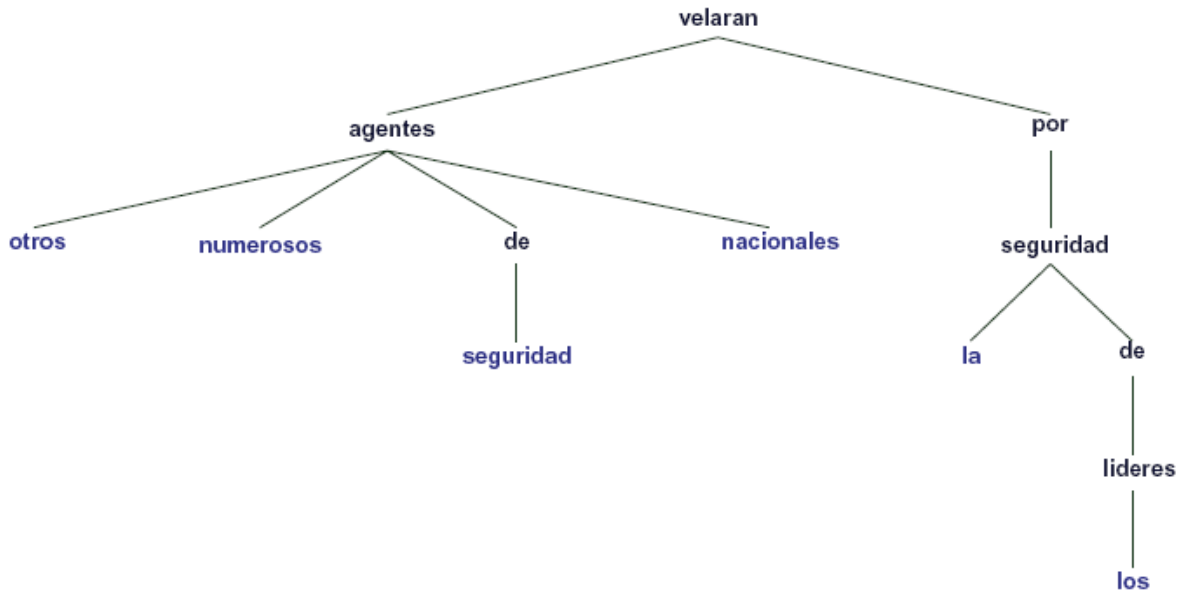 velaran
agentes por
otros numerosos de nacionales seguridad
seguridad la de
lideres
los